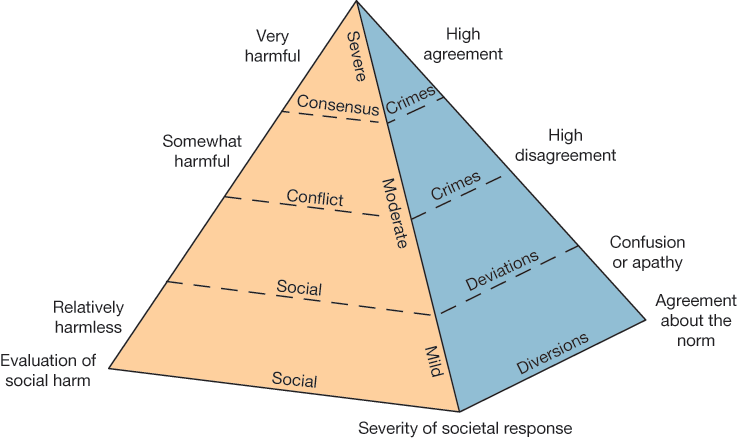 Very
harmful
High
agreement
Severe
Consensus
Crimes
Somewhat
harmful
High
disagreement
Conflict
Crimes
Moderate
Confusion
or apathy
Social
Deviations
Relatively
harmless
Agreement
about the
norm
Mild
Diversions
Evaluation of
social harm
Social
Severity of societal response